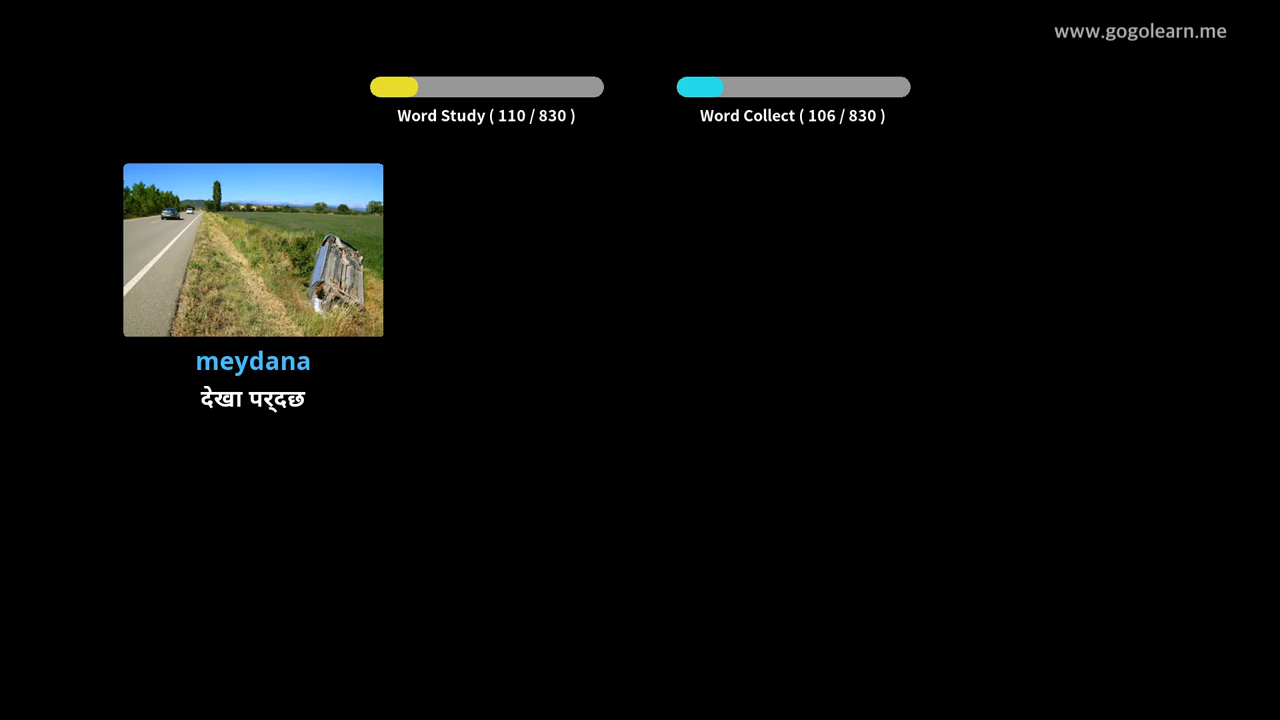 www.gogolearn.me
Word Study ( 110 / 830 )
Word Collect ( 106 / 830 )
meydana
देखा पर्‌दछ